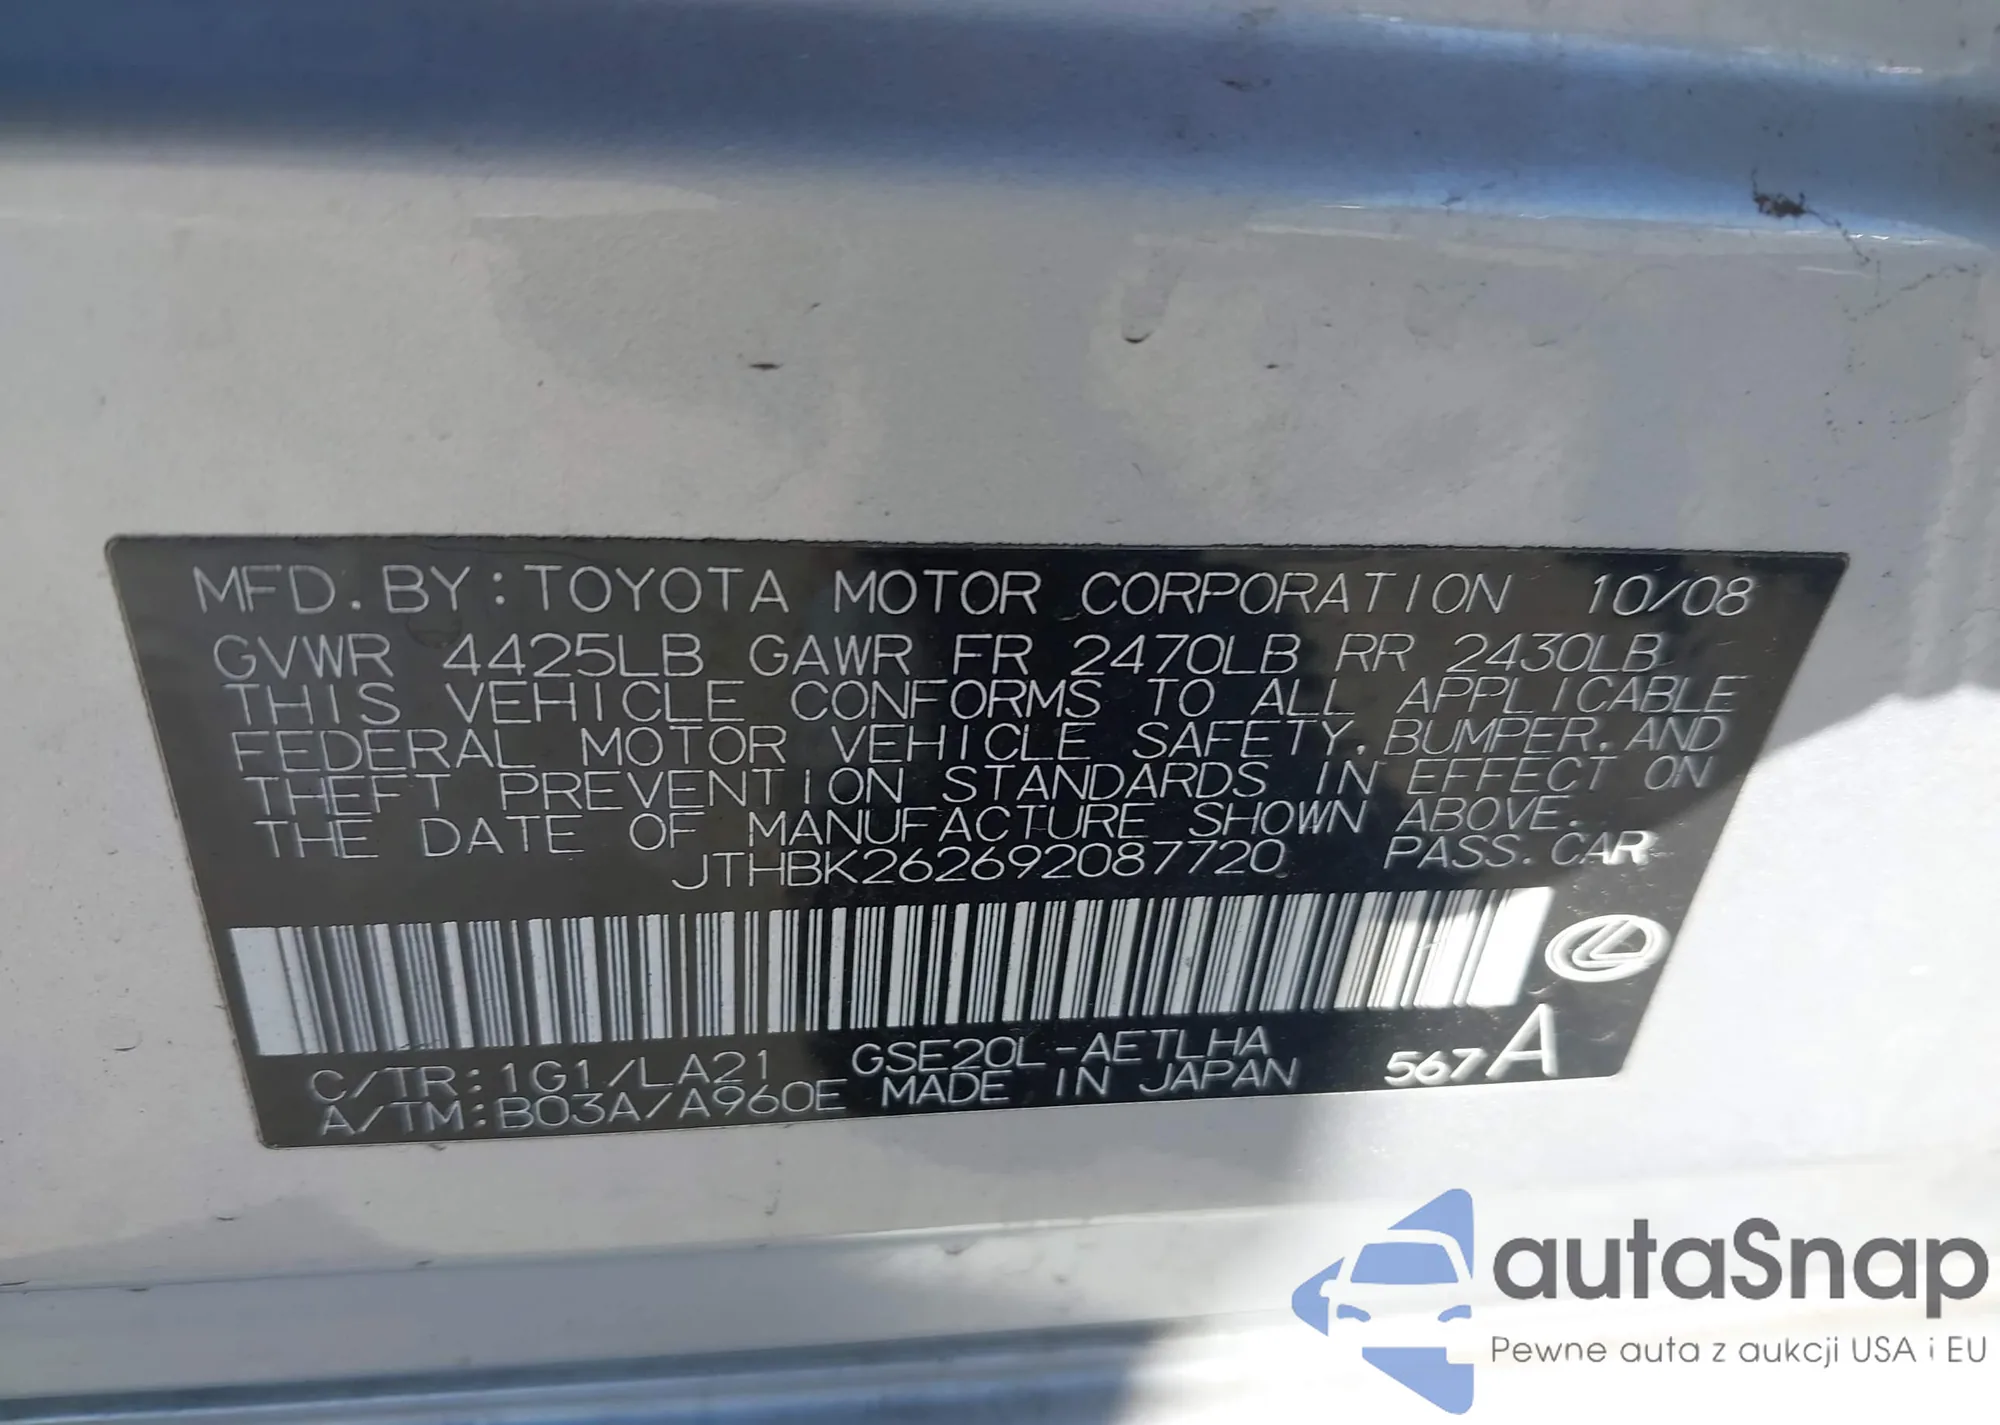 MFD. BY: TOYOTA MOTOR CORPORATION 10/08
GVWR 4425LB GAWR FR 2470LB RR 2430LB
THIS VEHICLE CONFORMS TO ALL APPLICABLE
FEDERAL MOTOR VEHICLE SAFETY, BUMPER, AND
THEFT PREVENTION STANDARDS IN EFFECT ON
THE DATE OF MANUFACTURE SHOWN ABOVE.
JTHBK262692087720 PASS. CAR
C/TR: 1G1/LA21 GSE20L-AETLHA 567A
A/TM: B03A/A960E MADE IN JAPAN
autaSnap
Pewne auta z aukcji USA i EU